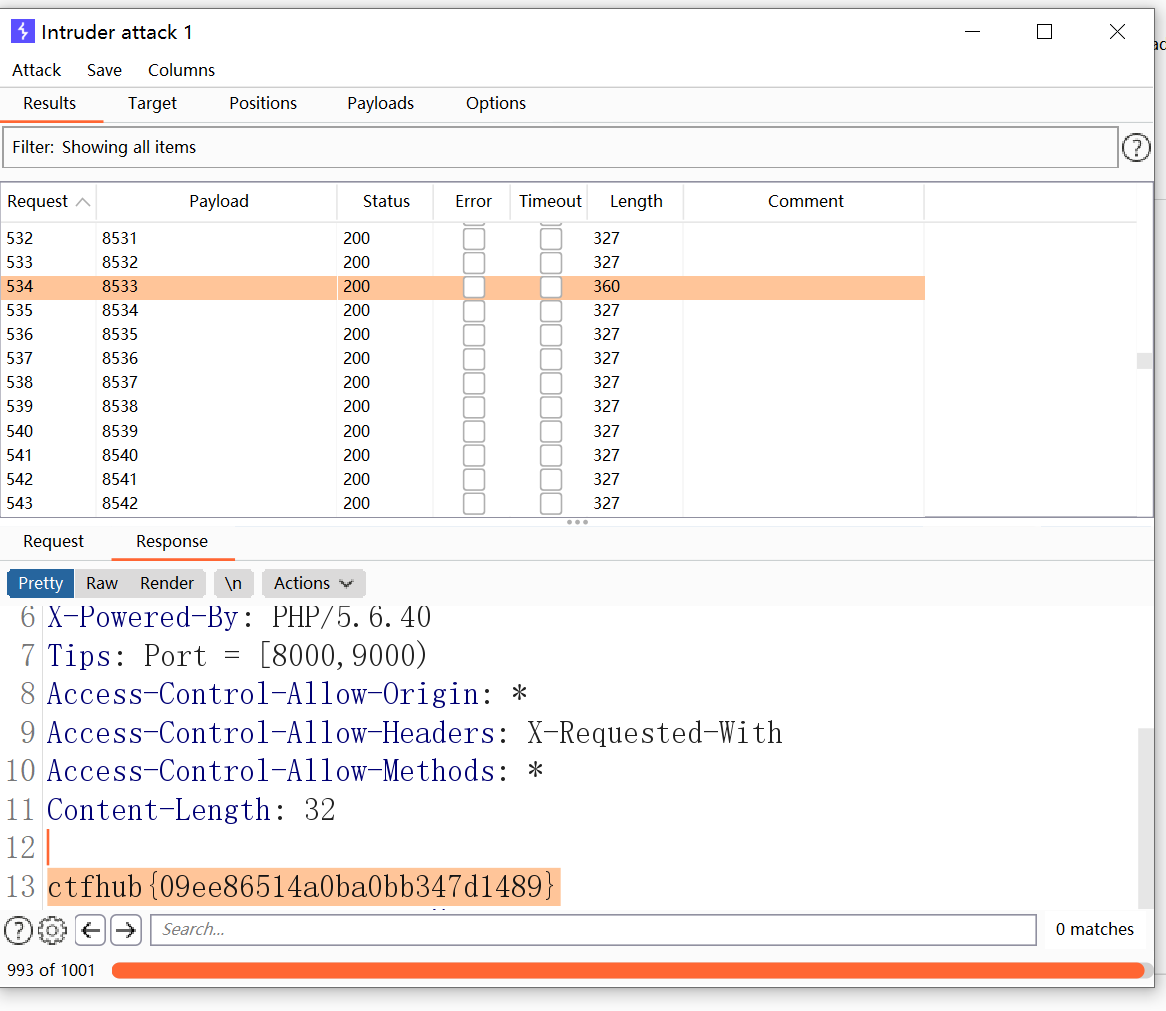 Intruder attack 1
Attack Save Columns
Results Target Positions Payloads Options
Filter: Showing all items
Request Payload Status Error Timeout Length Comment
532 8531 200 327
533 8532 200 327
534 8533 200 360
535 8534 200 327
536 8535 200 327
537 8536 200 327
538 8537 200 327
539 8538 200 327
540 8539 200 327
541 8540 200 327
542 8541 200 327
543 8542 200 327
Request Response
Pretty Raw Render \n Actions
6 X-Powered-By: PHP/5.6.40
7 Tips: Port = [8000,9000)
8 Access-Control-Allow-Origin: *
9 Access-Control-Allow-Headers: X-Requested-With
10 Access-Control-Allow-Methods: *
11 Content-Length: 32
12
13 ctfhub{09ee86514a0ba0bb347d1489}
Search... 0 matches
993 of 1001